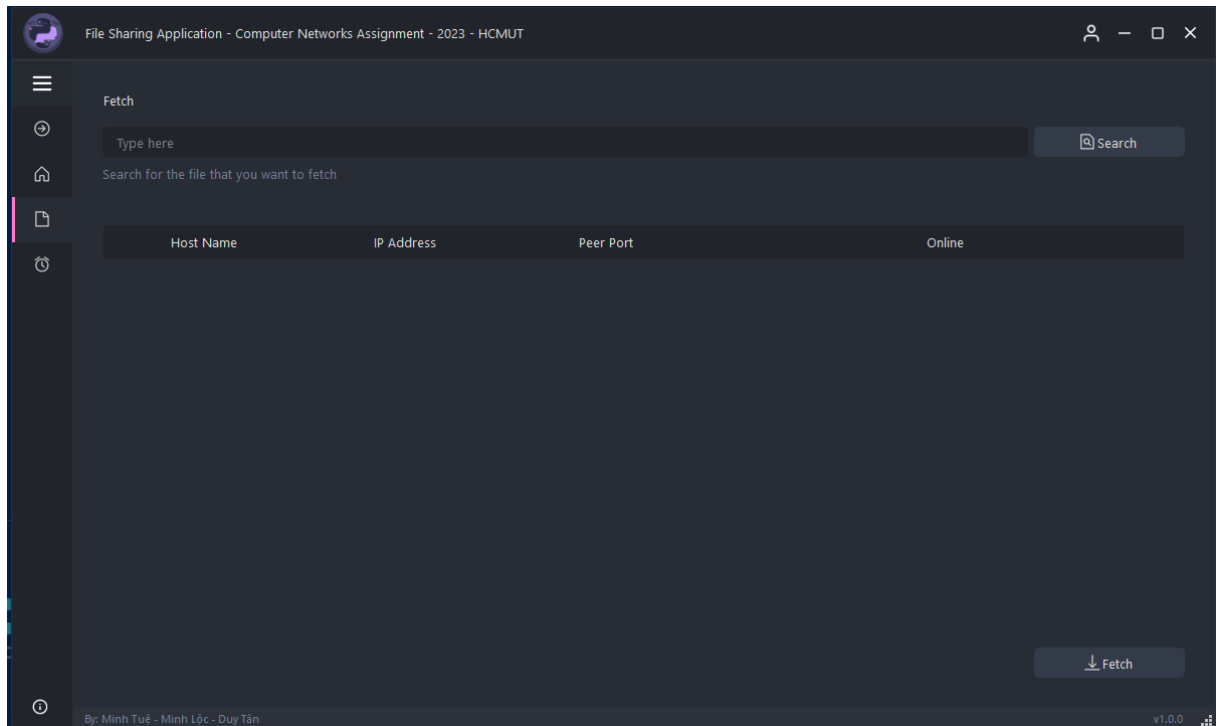 File Sharing Application - Computer Networks Assignment - 2023 - HCMUT
Fetch
Type here
Search
Search for the file that you want to fetch
Host Name IP Address Peer Port Online
Fetch
By: Minh Tuệ - Minh Lộc - Duy Tân
v1.0.0